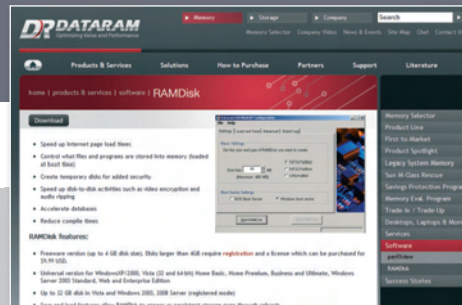 Memory
Storage
Company
Search
DR DATARAM
Optimizing Value and Performance
Memory Selector Company Video News & Events Site Map Chat Contact U
Products & Services Solutions How to Purchase Partners Support Literature
home | products & services | software | RAMDisk
Download
• Speed up Internet page load times
• Control what files and programs are stored into memory (loaded
at boot files)
• Create temporary disks for added security
• Speed up disk-to-disk activities such as video encryption and
audio ripping
• Accelerate databases
• Reduce compile times
RAMDisk features:
• Freeware version (up to 4 GB disk size). Disks larger than 4GB require registration and a license which can be purchased for
$9.99 USD.
• Universal version for Windows XP/2000, Vista (32 and 64-bit) Home Basic, Home Premium, Business and Ultimate, Windows
Server 2003 Standard, Web and Enterprise Edition
• Up to 32 GB disk in Vista and Windows 2003, 2008 Server (registered mode)
Memory Selector
Product Line
First-to-Market
Product Spotlight
Legacy System Memory
Sun M-Class Rescue
Savings Protection Program
Memory Eval. Program
Trade-In / Trade-Up
Desktops, Laptops & More
Services
Software
perfView
RAMDisk
Success Stories